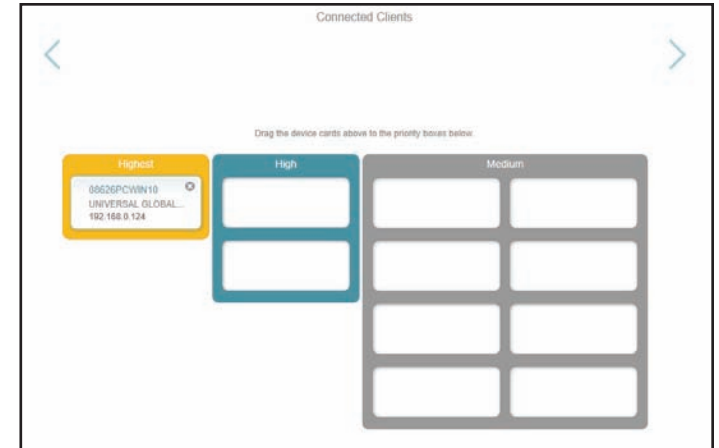 Connected Clients
Drag the device cards above to the priority boxes below.
Highest
High
Medium
08626PCWIN10
UNIVERSAL GLOBAL...
192.168.0.124